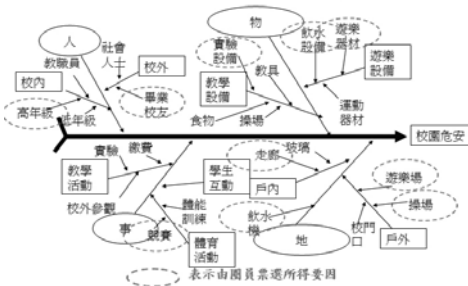 人
教職員
社會
人士
校內
校外
高年級
低年級
畢業
校友
物
實驗
設備
教具
飲水
設備
遊樂
器材
教學
設備
遊樂
設備
食物
操場
運動
器材
校園危安
實驗
繳費
教學
活動
學生
互動
校外參觀
體能
訓練
事
競賽
體育
活動
走廊
玻璃
戶內
遊樂場
飲水
機
操場
地
校門
口
戶外
表示由圈員票選所得要因